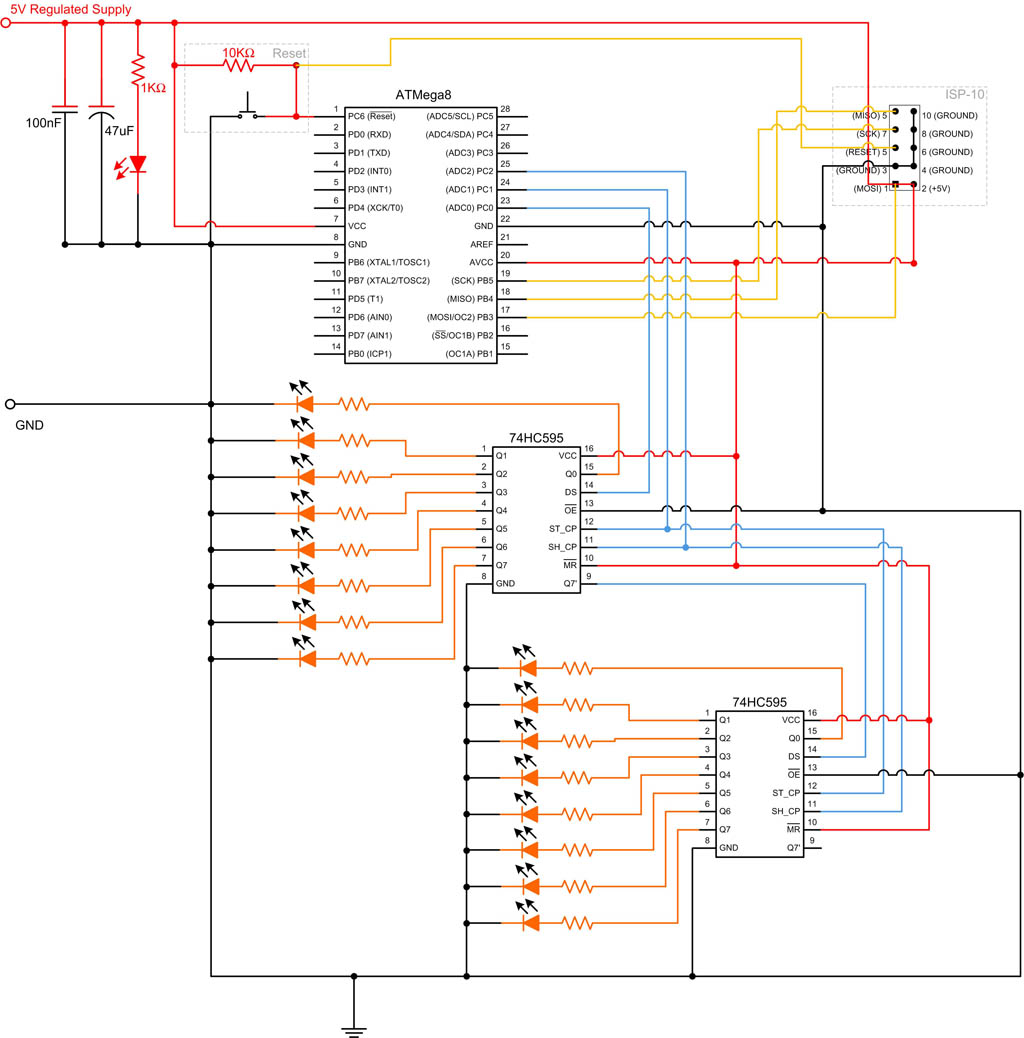 5V Regulated Supply
100nF
47uF
1KΩ
10KΩ
Reset
ATMega8
1 PC6 (Reset) (ADC5/SCL) PC5 28
2 PD0 (RXD) (ADC4/SDA) PC4 27
3 PD1 (TXD) (ADC3) PC3 26
4 PD2 (INT0) (ADC2) PC2 25
5 PD3 (INT1) (ADC1) PC1 24
6 PD4 (XCK/T0) (ADC0) PC0 23
7 VCC GND 22
8 GND AREF 21
9 PB6 (XTAL1/TOSC1) AVCC 20
10 PB7 (XTAL2/TOSC2) (SCK) PB5 19
11 PD5 (T1) (MISO) PB4 18
12 PD6 (AIN0) (MOSI/OC2) PB3 17
13 PD7 (AIN1) (SS/OC1B) PB2 16
14 PB0 (ICP1) (OC1A) PB1 15
ISP-10
(MISO) 5 10 (GROUND)
(SCK) 7 8 (GROUND)
(RESET) 5 6 (GROUND)
(GROUND) 3 4 (GROUND)
(MOSI) 1 2 (+5V)
GND
74HC595
1 Q1 VCC 16
2 Q2 Q0 15
3 Q3 DS 14
4 Q4 OE 13
5 Q5 ST_CP 12
6 Q6 SH_CP 11
7 Q7 MR 10
8 GND Q7' 9
74HC595
1 Q1 VCC 16
2 Q2 Q0 15
3 Q3 DS 14
4 Q4 OE 13
5 Q5 ST_CP 12
6 Q6 SH_CP 11
7 Q7 MR 10
8 GND Q7' 9